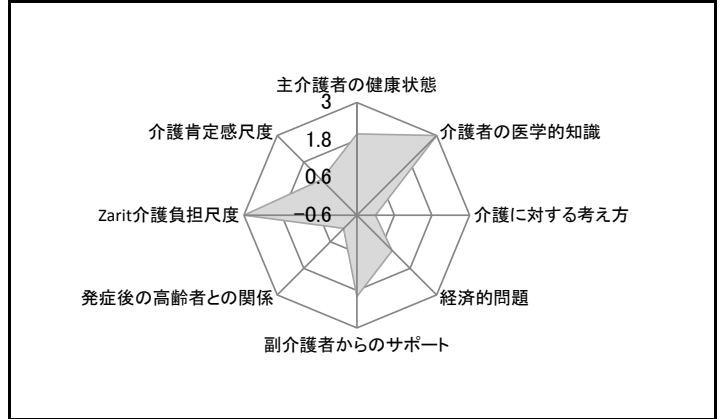 主介護者の健康状態
3
介護肯定感尺度
介護者の医学的知識
1.8
0.6
Zarit介護負担尺度
-0.6
介護に対する考え方
発症後の高齢者との関係
経済的問題
副介護者からのサポート